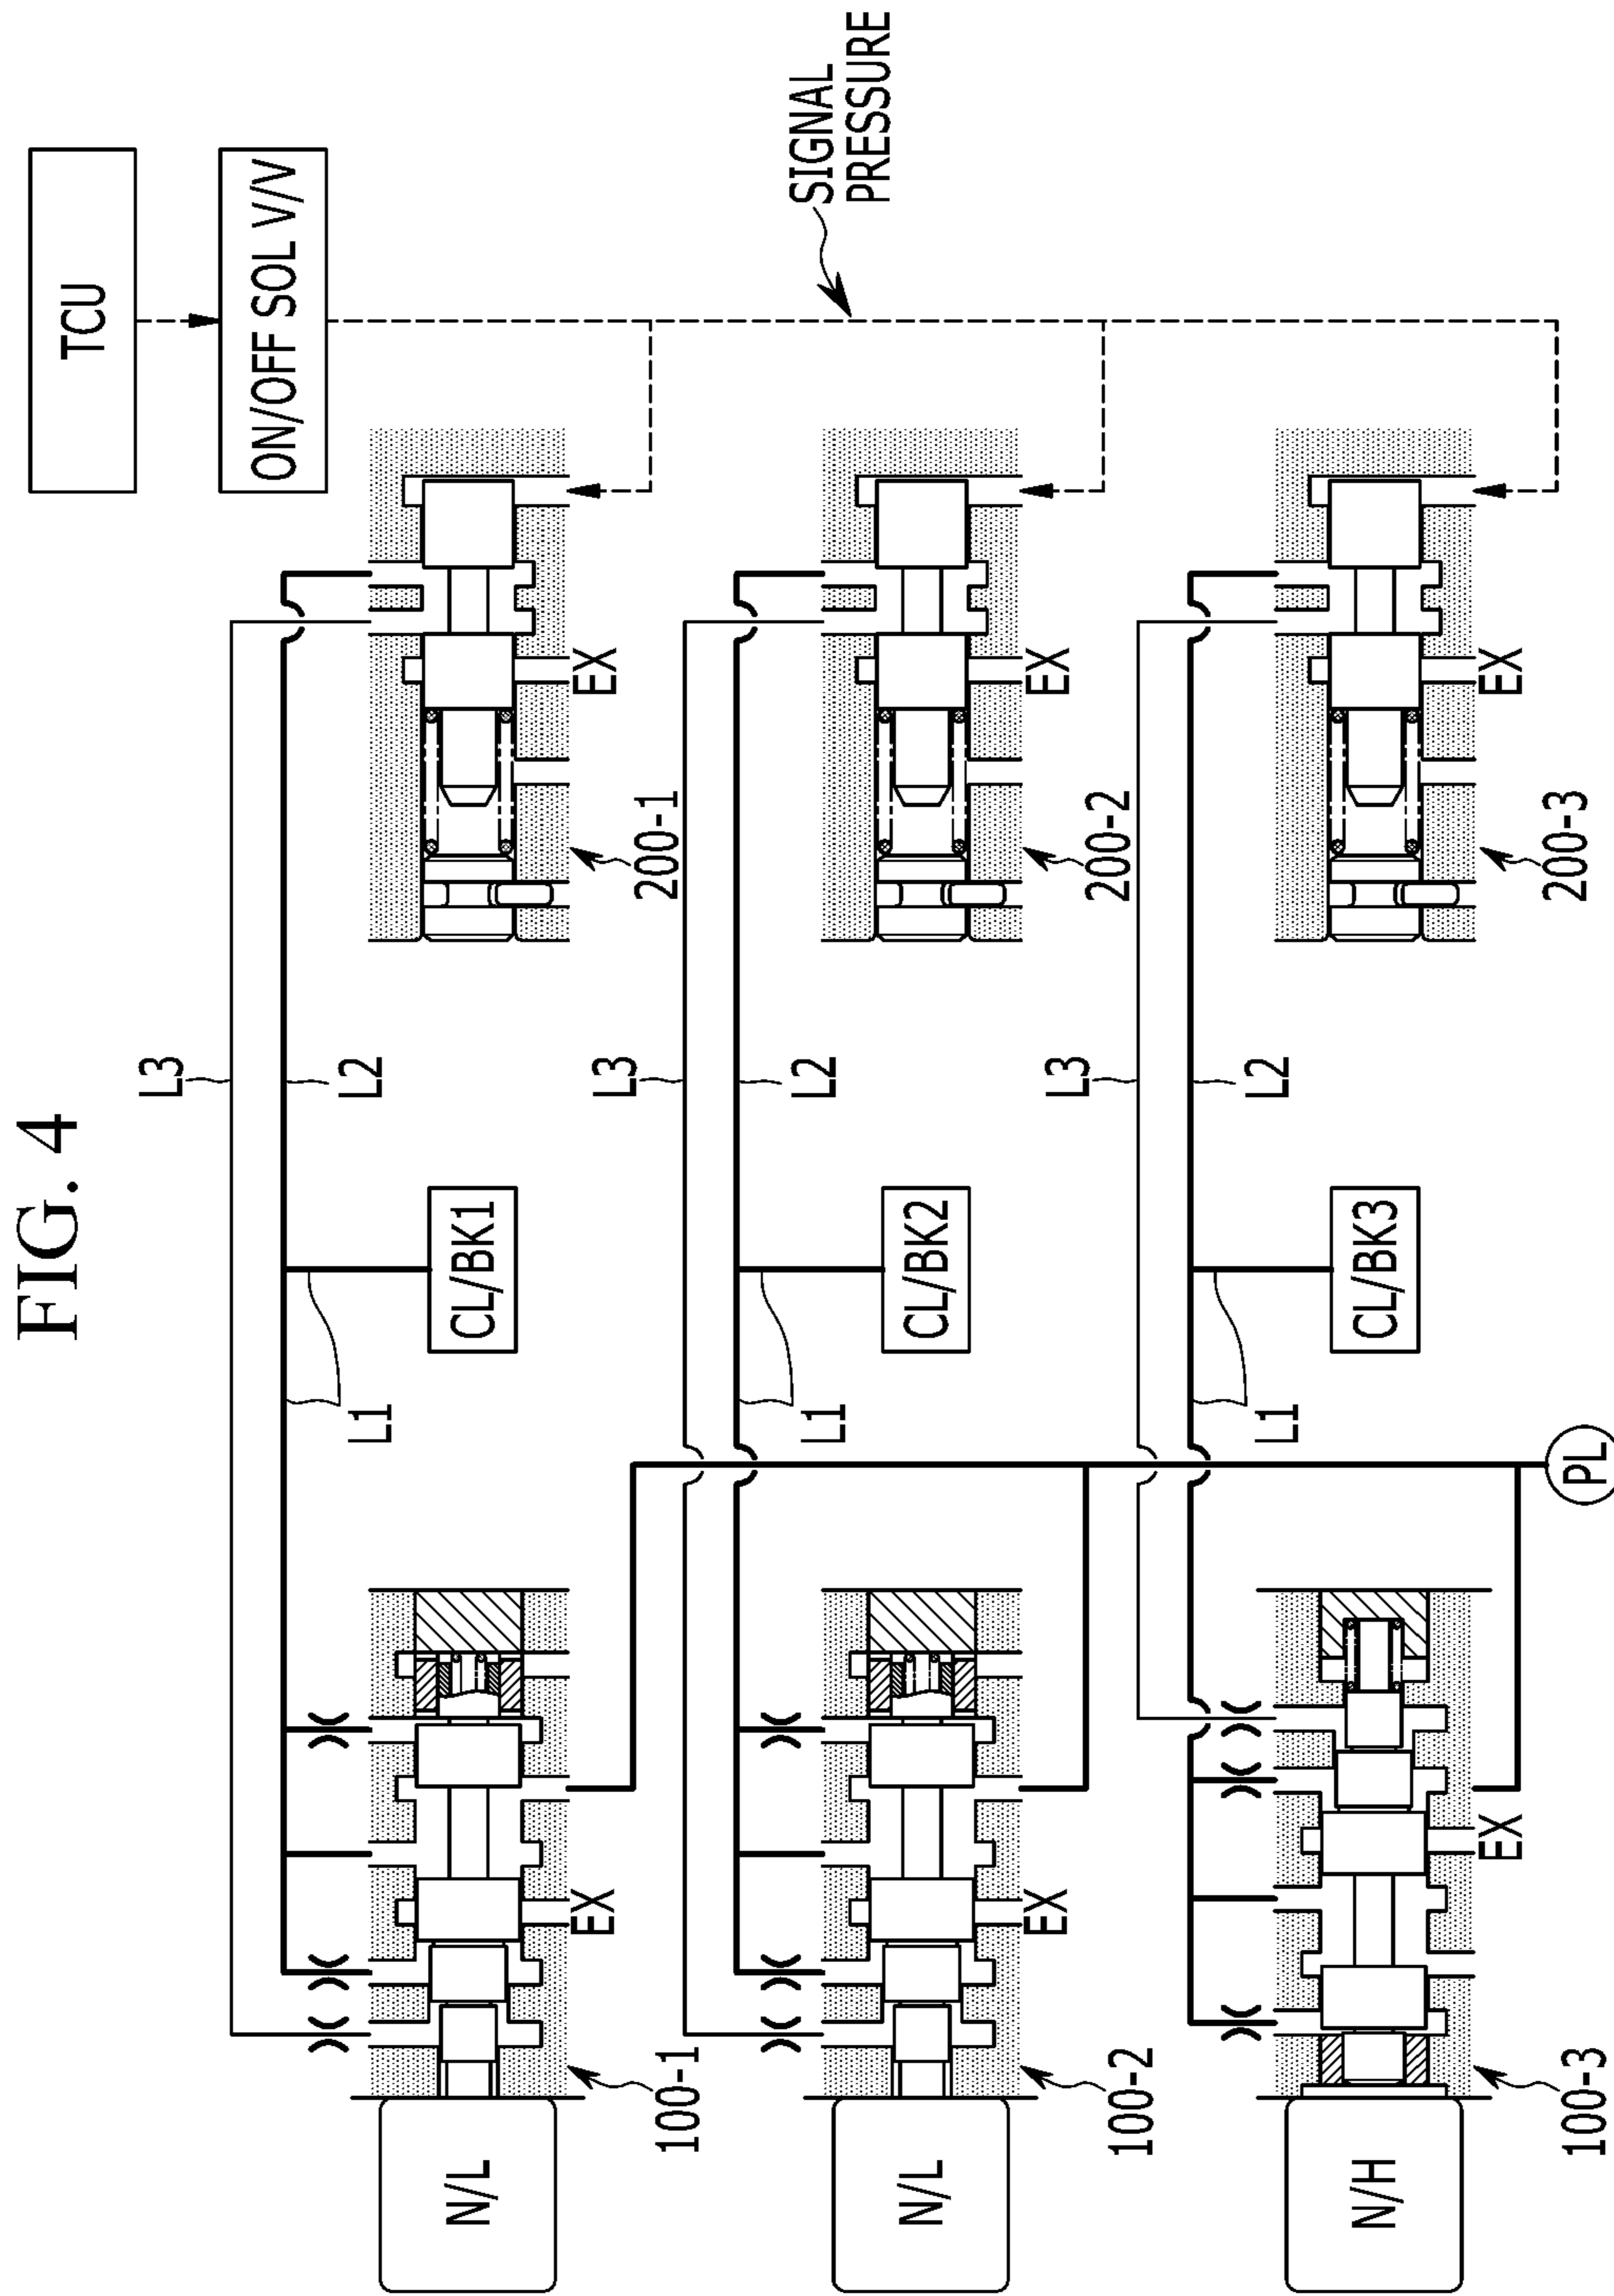 FIG. 4
TCU
ON/OFF SOL V/V
SIGNAL
PRESSURE
L3
L2
L1
CL/BK1
EX
EX
200-1
100-1
N/L
L3
L2
L1
CL/BK2
EX
EX
200-2
100-2
N/L
L3
L2
L1
CL/BK3
EX
EX
200-3
100-3
N/H
PL